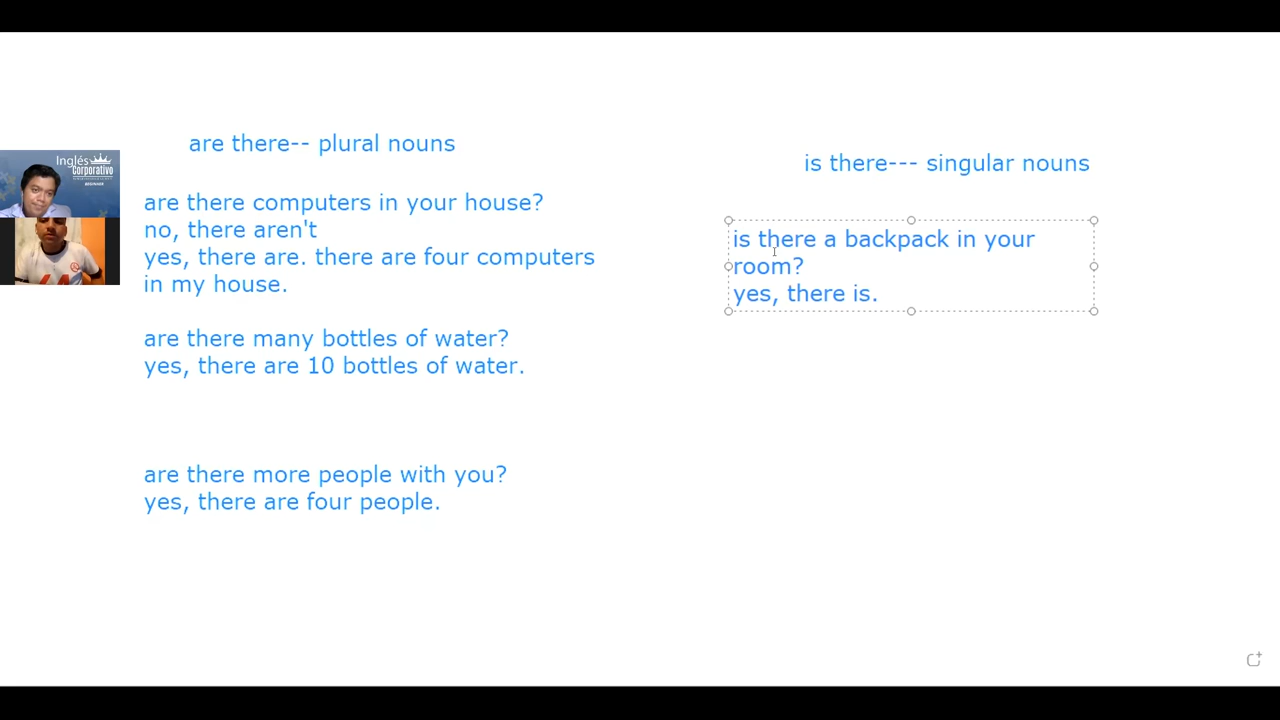 are there-- plural nouns
is there--- singular nouns
Inglés
Corporativo
are there computers in your house?
no, there aren't
yes, there are. there are four computers
in my house.
is there a backpack in your
room?
yes, there is.
are there many bottles of water?
yes, there are 10 bottles of water.
are there more people with you?
yes, there are four people.